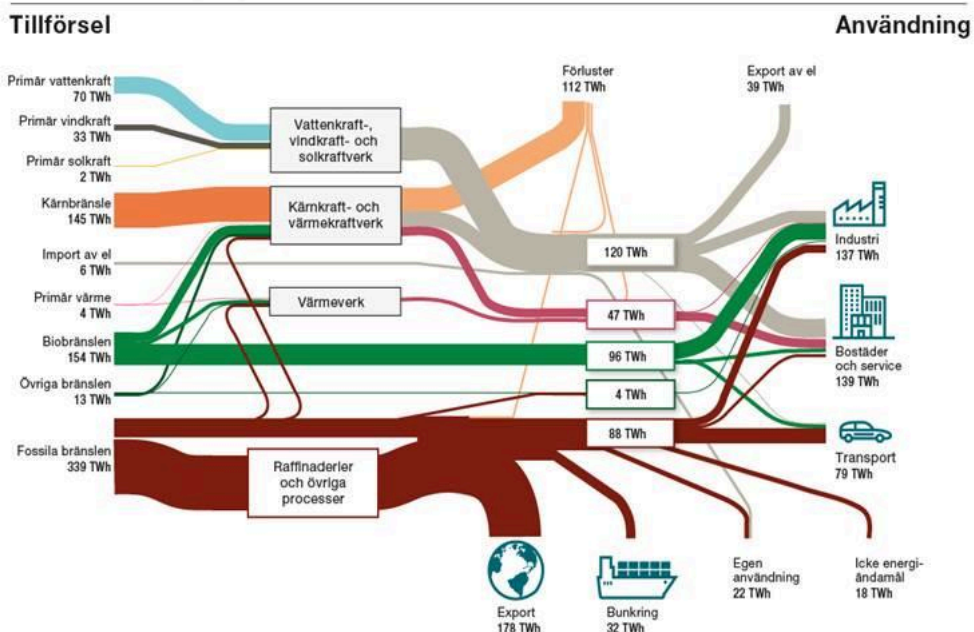 Tillförsel
Användning
Primär vattenkraft
70 TWh
Primär vindkraft
33 TWh
Primär solkraft
2 TWh
Kärnbränsle
145 TWh
Import av el
6 TWh
Primär värme
4 TWh
Biobränslen
154 TWh
Övriga bränslen
13 TWh
Fossila bränslen
339 TWh
Vattenkraft-,
vindkraft- och
solkraftverk
Kärnkraft- och
värmekraftverk
Värmeverk
Raffinaderier
och övriga
processer
Förluster
112 TWh
Export av el
39 TWh
120 TWh
47 TWh
96 TWh
4 TWh
88 TWh
Industri
137 TWh
Bostäder
och service
139 TWh
Transport
79 TWh
Export
178 TWh
Bunkring
32 TWh
Egen
användning
22 TWh
Icke energi-
ändamål
18 TWh